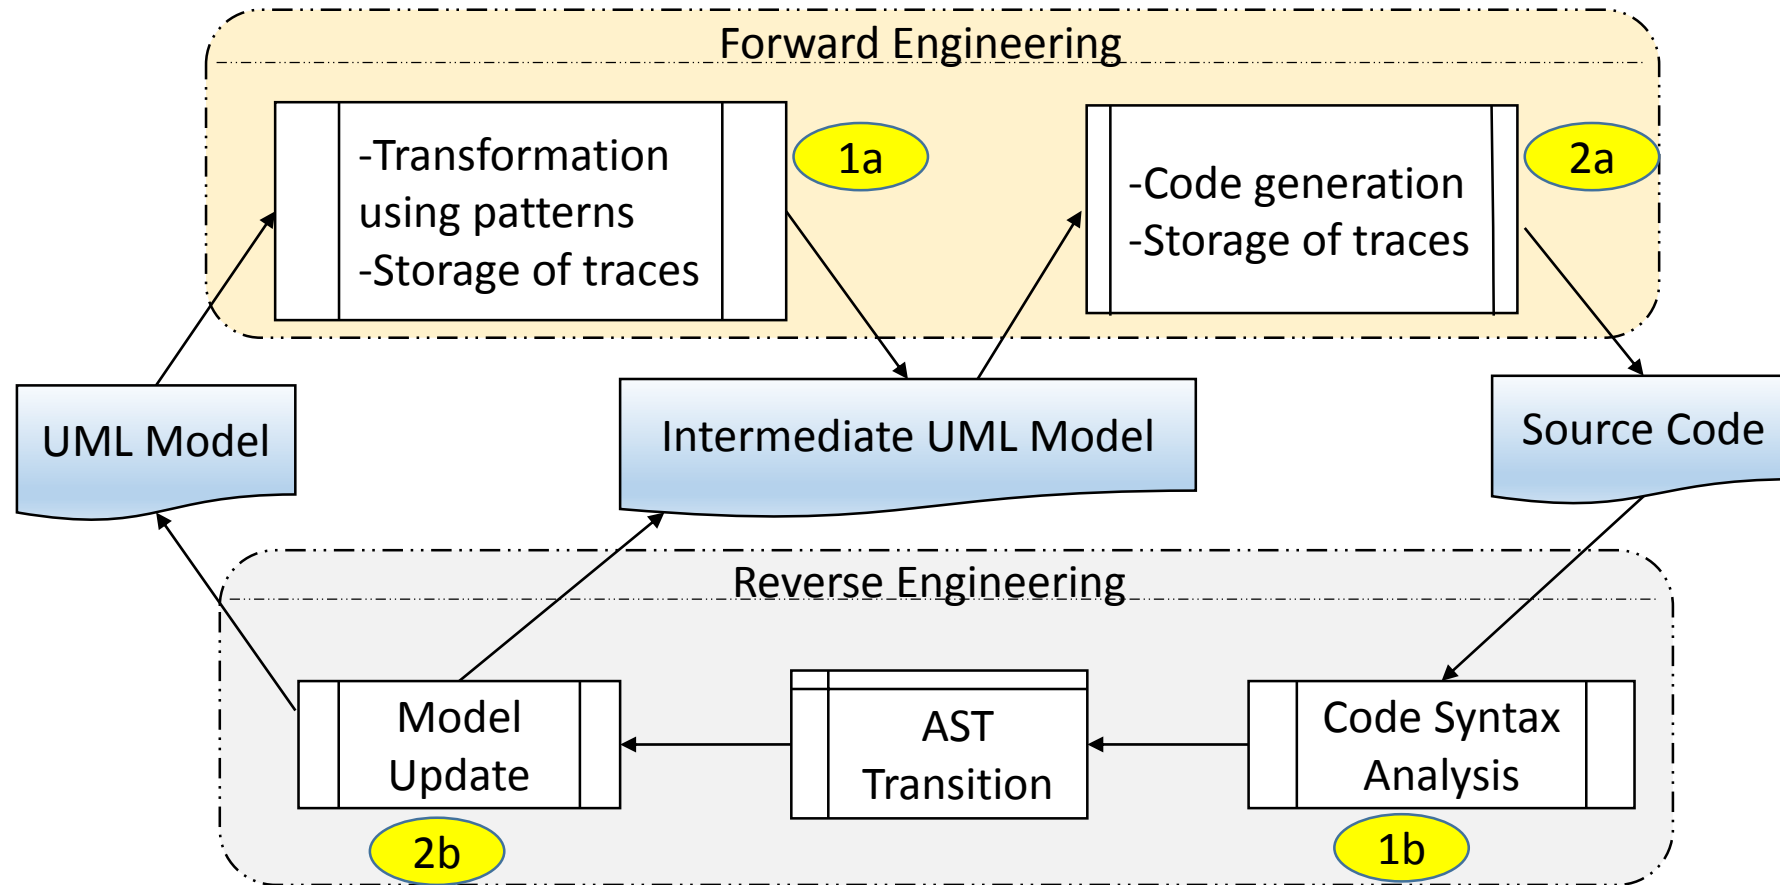 Forward Engineering
-Transformation
using patterns
-Storage of traces
1a
-Code generation
-Storage of traces
2a
UML Model
Intermediate UML Model
Source Code
Reverse Engineering
Model
Update
2b
AST
Transition
Code Syntax
Analysis
1b